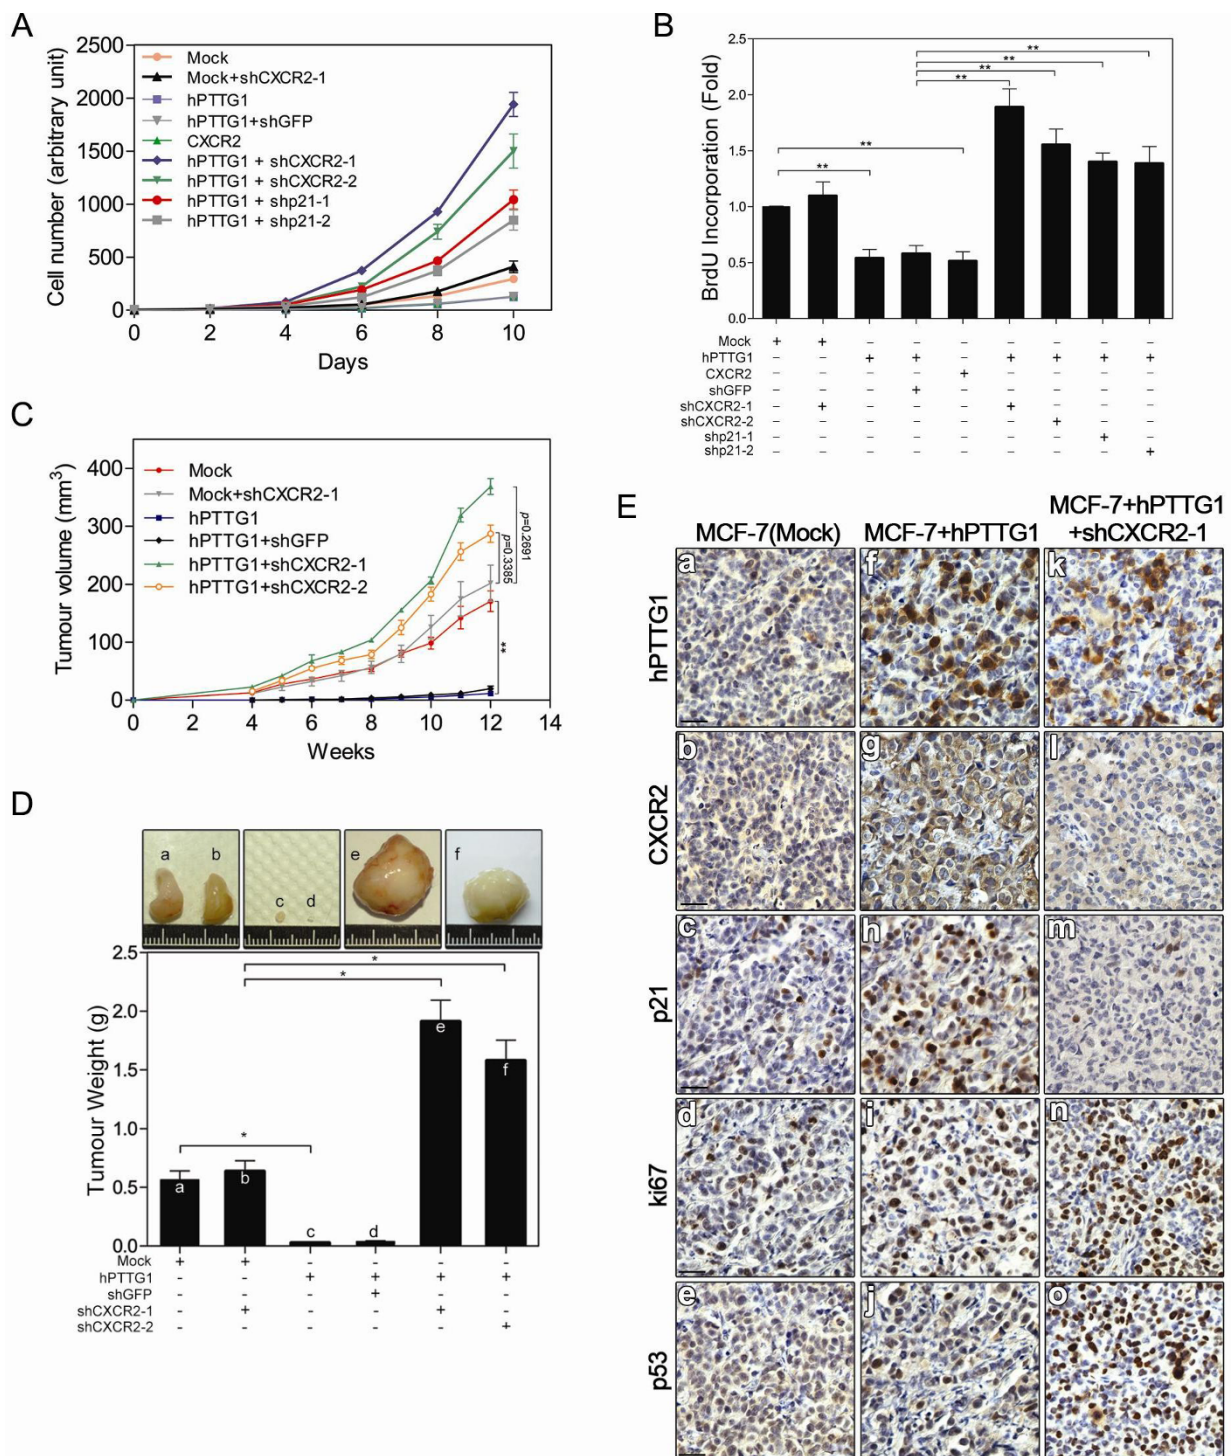 A
2500
2000
1500
1000
500
0
Cell number (arbitrary unit)
Mock
Mock+shCXCR2-1
hPTTG1
hPTTG1+shGFP
CXCR2
hPTTG1 + shCXCR2-1
hPTTG1 + shCXCR2-2
hPTTG1 + shp21-1
hPTTG1 + shp21-2
0 2 4 6 8 10
Days
B
2.5
2.0
1.5
1.0
0.5
0.0
BrdU Incorporation (Fold)
** ** ** ** ** **
Mock + + – – – – – – –
hPTTG1 – – + + – + + + +
CXCR2 – – – – + – – – –
shGFP – – – + – – – – –
shCXCR2-1 – + – – – + – – –
shCXCR2-2 – – – – – – + – –
shp21-1 – – – – – – – + –
shp21-2 – – – – – – – – +
C
400
300
200
100
0
Tumour volume (mm³)
Mock
Mock+shCXCR2-1
hPTTG1
hPTTG1+shGFP
hPTTG1+shCXCR2-1
hPTTG1+shCXCR2-2
p=0.2691
p=0.3385
**
0 2 4 6 8 10 12 14
Weeks
D
a b c d e f
2.5
2.0
1.5
1.0
0.5
0.0
Tumour Weight (g)
* * *
a b c d e f
Mock + + - - - -
hPTTG1 - - + + + +
shGFP - - - + - -
shCXCR2-1 - + - - + -
shCXCR2-2 - - - - - +
E
MCF-7(Mock)
MCF-7+hPTTG1
MCF-7+hPTTG1
+shCXCR2-1
hPTTG1
a f k
CXCR2
b g l
p21
c h m
ki67
d i n
p53
e j o